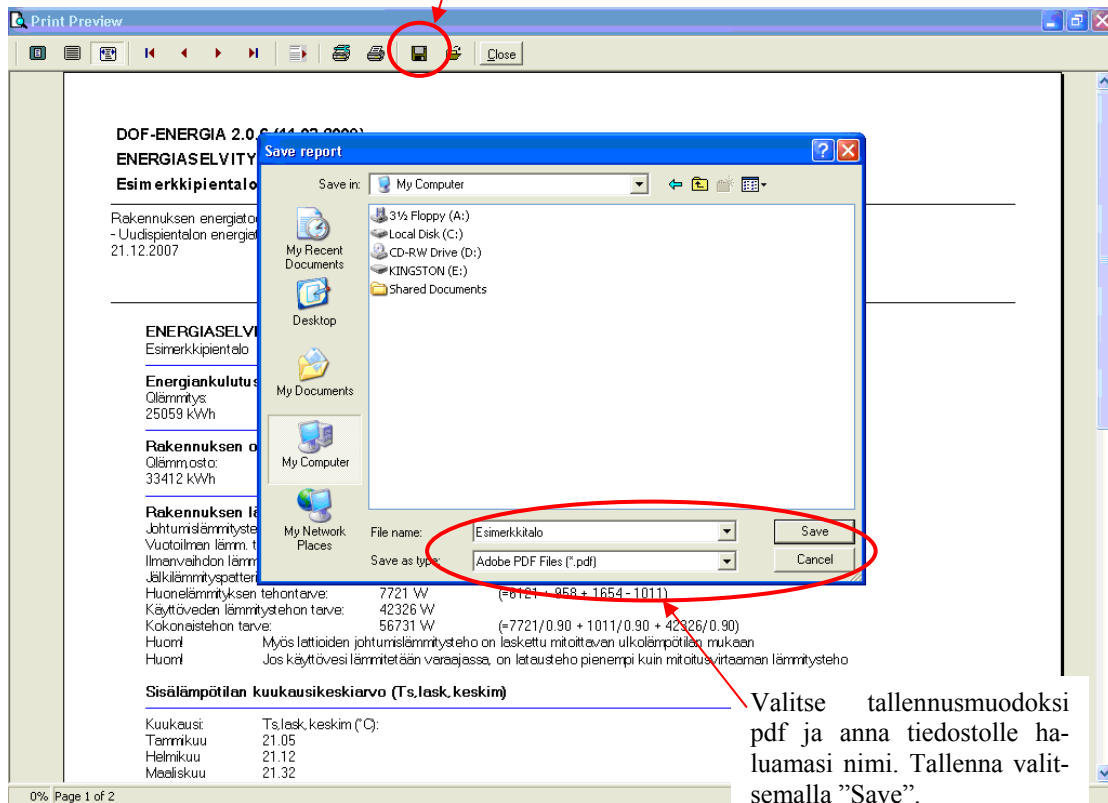 Print Preview
Close
DOF-ENERGIA 2.0.6 (11.03.2009)
ENERGIASELVITY
Esimerkkipientalo
Rakennuksen
- Uudispientalon
21.12.2007
ENERGIASELVI
Esimerkkipientalo
Energiankulutus
Qlämmitys:
25059 kWh
Rakennuksen o
Qlämm,osto:
33412 kWh
Rakennuksen lä
Johtumislämmityste
Vuotoilman lämm. t
Ilmanvaihdon lämm
Jälkilämmityspatteri
Huonelämmityksen tehontarve: 7721 W (=6121 + 958 + 1654 - 1011)
Käyttöveden lämmitystehon tarve: 42326 W
Kokonaistehon tarve: 56731 W (=7721/0.90 + 1011/0.90 + 42326/0.90)
Huom! Myös lattioiden johtumislämmitysteho on laskettu mitoittavan ulkolämpötilan mukaan
Huom! Jos käyttövesi lämmitetään varaajassa, on latausteho pienempi kuin mitoitusvirtaaman lämmitysteho
Sisälämpötilan kuukausikeskiarvo (Ts,lask,keskim)
Kuukausi: Ts,lask,keskim (°C):
Tammikuu 21.05
Helmikuu 21.12
Maaliskuu 21.32
0% Page 1 of 2
Save report
Save in: My Computer
My Recent
Documents
Desktop
My Documents
My Computer
My Network
Places
3½ Floppy (A:)
Local Disk (C:)
CD-RW Drive (D:)
KINGSTON (E:)
Shared Documents
File name: Esimerkkitalo Save
Save as type: Adobe PDF Files (*.pdf) Cancel
Valitse tallennusmuodoksi
pdf ja anna tiedostolle ha-
luamasi nimi. Tallenna valit-
semalla ”Save”.